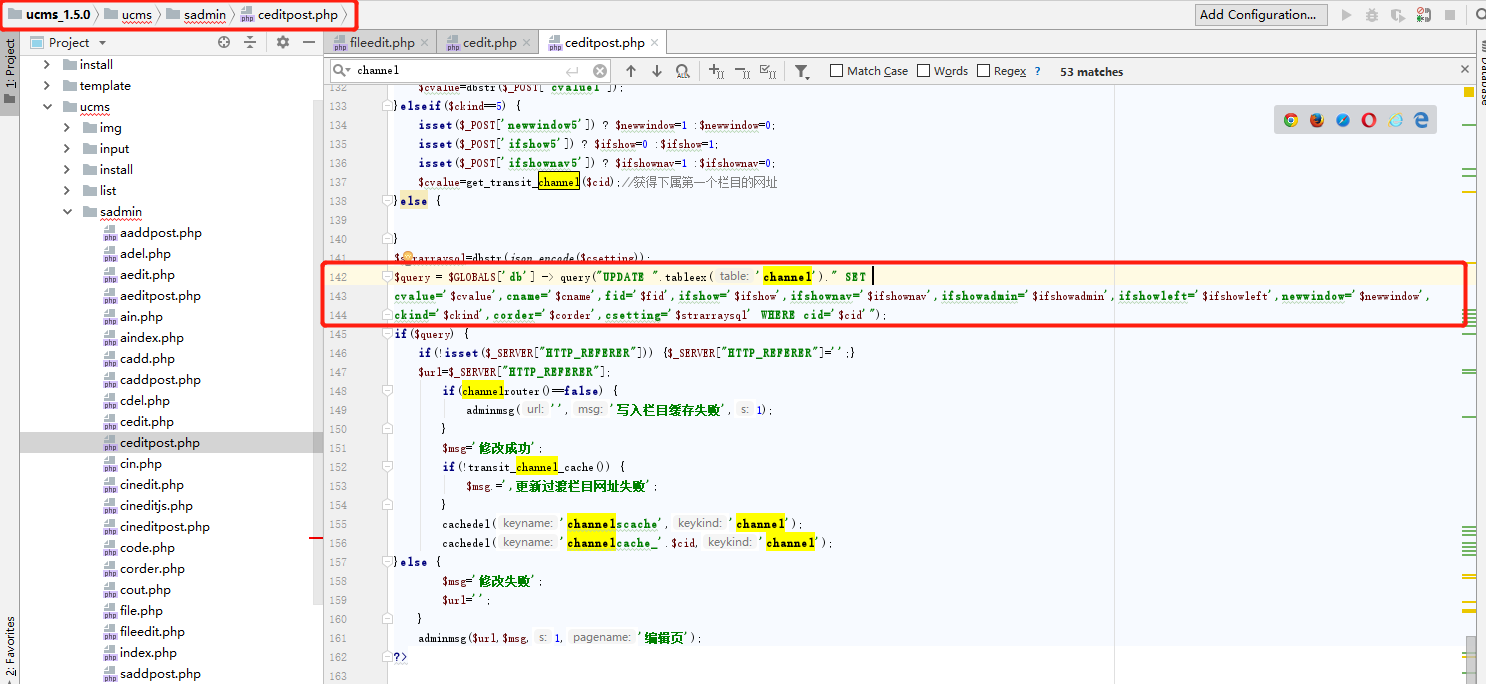 ucms_1.5.0 ucms sadmin ceditpost.php
Add Configuration...
1: Project
Project
install
template
ucms
img
input
install
list
sadmin
aaddpost.php
adel.php
aedit.php
aeditpost.php
ain.php
aindex.php
cadd.php
caddpost.php
cdel.php
cedit.php
ceditpost.php
cin.php
cinedit.php
cineditjs.php
cineditpost.php
code.php
corder.php
cout.php
file.php
fileedit.php
index.php
saddpost.php
2: Favorites
fileedit.php cedit.php ceditpost.php
channel Match Case Words Regex ? 53 matches
Database
132 $cvalue=dbstr($_POST['cvalue1']);
133 }elseif($ckind==5) {
134 isset($_POST['newwindow5']) ? $newwindow=1 :$newwindow=0;
135 isset($_POST['ifshow5']) ? $ifshow=0 :$ifshow=1;
136 isset($_POST['ifshownav5']) ? $ifshownav=1 :$ifshownav=0;
137 $cvalue=get_transit_channel($cid);//获得下属第一个栏目的网址
138 }else {
139
140 }
141 $strarraysql=dbstr(json_encode($csetting));
142 $query = $GLOBALS['db'] -> query("UPDATE ".tableex( table: 'channel')." SET
143 cvalue='$cvalue',cname='$cname',fid='$fid',ifshow='$ifshow',ifshownav='$ifshownav',ifshowadmin='$ifshowadmin',ifshowleft='$ifshowleft',newwindow='$newwindow',
144 ckind='$ckind',corder='$corder',csetting='$strarraysql' WHERE cid='$cid'");
145 if($query) {
146 if(!isset($_SERVER["HTTP_REFERER"])) {$_SERVER["HTTP_REFERER"]='';}
147 $url=$_SERVER["HTTP_REFERER"];
148 if(channelrouter()==false) {
149 adminmsg( url: '', msg: '写入栏目缓存失败', s: 1);
150 }
151 $msg='修改成功';
152 if(!transit_channel_cache()) {
153 $msg.=',更新过渡栏目网址失败';
154 }
155 cachedel( keyname: 'channelscache', keykind: 'channel');
156 cachedel( keyname: 'channelcache_'.$cid, keykind: 'channel');
157 }else {
158 $msg='修改失败';
159 $url='';
160 }
161 adminmsg($url,$msg, s: 1, pagename: '编辑页');
162 ?>
163